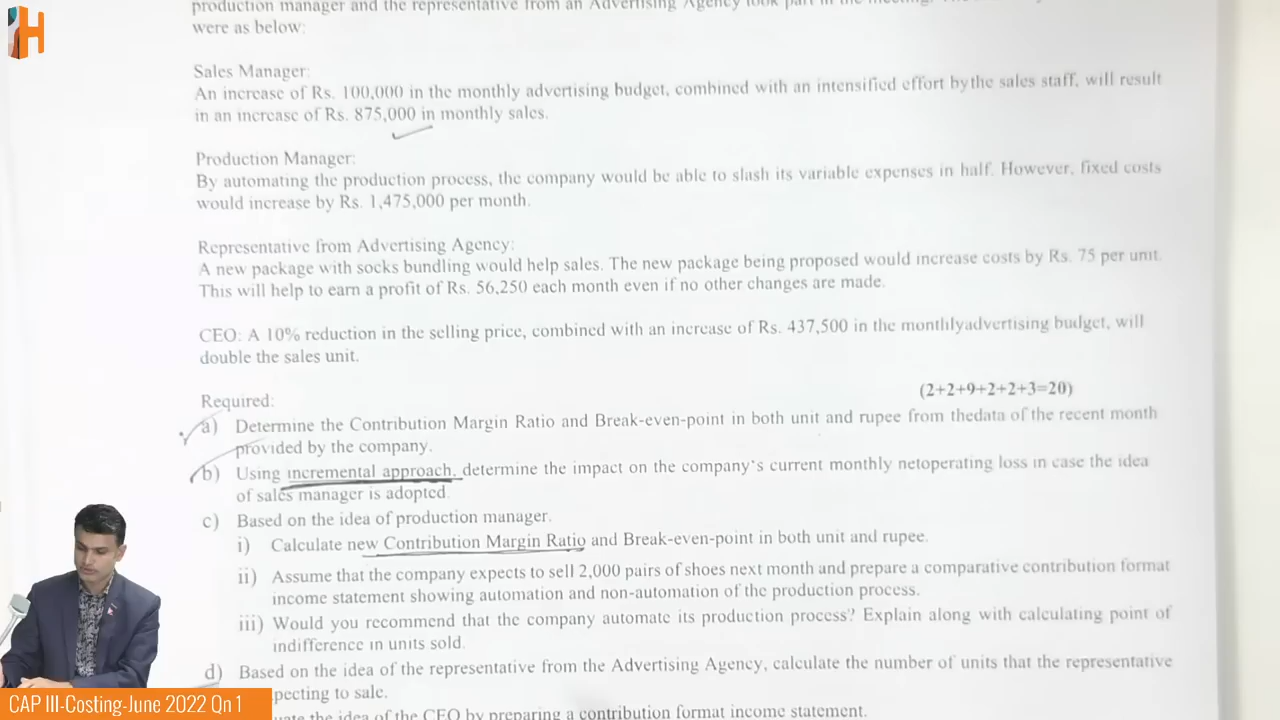 production manager and the representative from an Advertising Agency took part in the meeting.
were as below:
Sales Manager:
An increase of Rs. 100,000 in the monthly advertising budget, combined with an intensified effort by the sales staff, will result
in an increase of Rs. 875,000 in monthly sales.
Production Manager:
By automating the production process, the company would be able to slash its variable expenses in half. However, fixed costs
would increase by Rs. 1,475,000 per month.
Representative from Advertising Agency:
A new package with socks bundling would help sales. The new package being proposed would increase costs by Rs. 75 per unit.
This will help to earn a profit of Rs. 56,250 each month even if no other changes are made.
CEO: A 10% reduction in the selling price, combined with an increase of Rs. 437,500 in the monthlyadvertising budget, will
double the sales unit.
(2+2+9+2+2+3=20)
Required:
a) Determine the Contribution Margin Ratio and Break-even-point in both unit and rupee from thedata of the recent month
provided by the company.
b) Using incremental approach, determine the impact on the company's current monthly netoperating loss in case the idea
of sales manager is adopted.
c) Based on the idea of production manager.
i) Calculate new Contribution Margin Ratio and Break-even-point in both unit and rupee.
ii) Assume that the company expects to sell 2,000 pairs of shoes next month and prepare a comparative contribution format
income statement showing automation and non-automation of the production process.
iii) Would you recommend that the company automate its production process? Explain along with calculating point of
indifference in units sold.
d) Based on the idea of the representative from the Advertising Agency, calculate the number of units that the representative
pecting to sale.
uate the idea of the CEO by preparing a contribution format income statement.
H
CAP III-Costing-June 2022 Qn 1